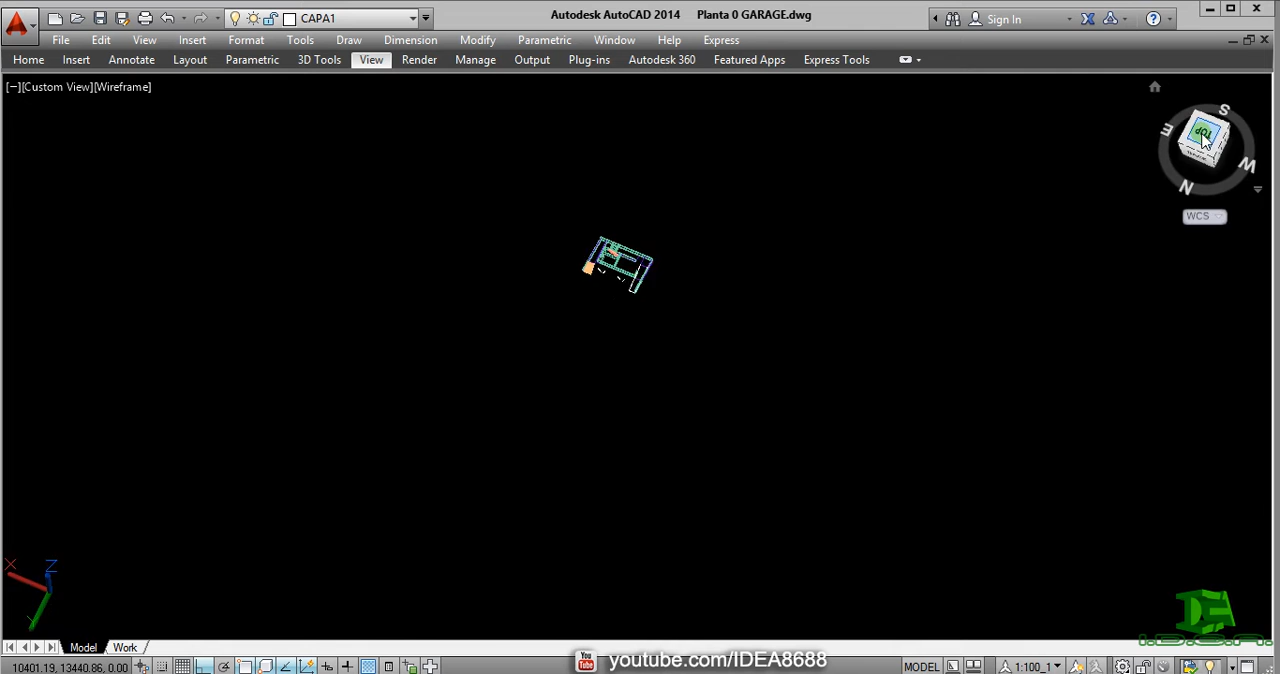 CAPA1
Autodesk AutoCAD 2014 Planta 0 GARAGE.dwg
Sign In
File Edit View Insert Format Tools Draw Dimension Modify Parametric Window Help Express
Home Insert Annotate Layout Parametric 3D Tools View Render Manage Output Plug-ins Autodesk 360 Featured Apps Express Tools
[−][Custom View][Wireframe]
S
E
TOP
W
N
WCS
X
Z
Y
I.D.E.A.
Model Work
10401.19, 13440.86, 0.00
You Tube
youtube.com/IDEA8688
MODEL
1:100_1